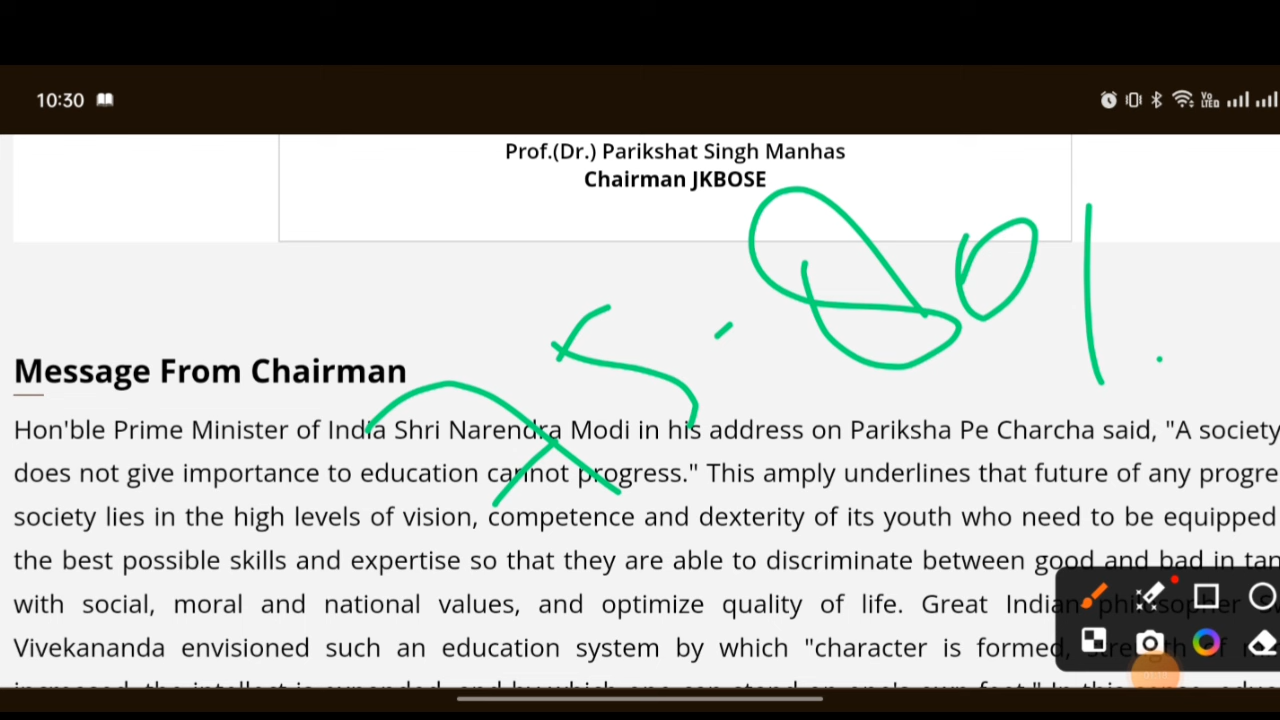 10:30
Vo LTED
Prof.(Dr.) Parikshat Singh Manhas
Chairman JKBOSE
Message From Chairman
Hon'ble Prime Minister of India Shri Narendra Modi in his address on Pariksha Pe Charcha said, "A society
does not give importance to education cannot progress." This amply underlines that future of any progre
society lies in the high levels of vision, competence and dexterity of its youth who need to be equipped
the best possible skills and expertise so that they are able to discriminate between good and bad in tan
with social, moral and national values, and optimize quality of life. Great Indian philosopher
Vivekananda envisioned such an education system by which "character is formed, strength of